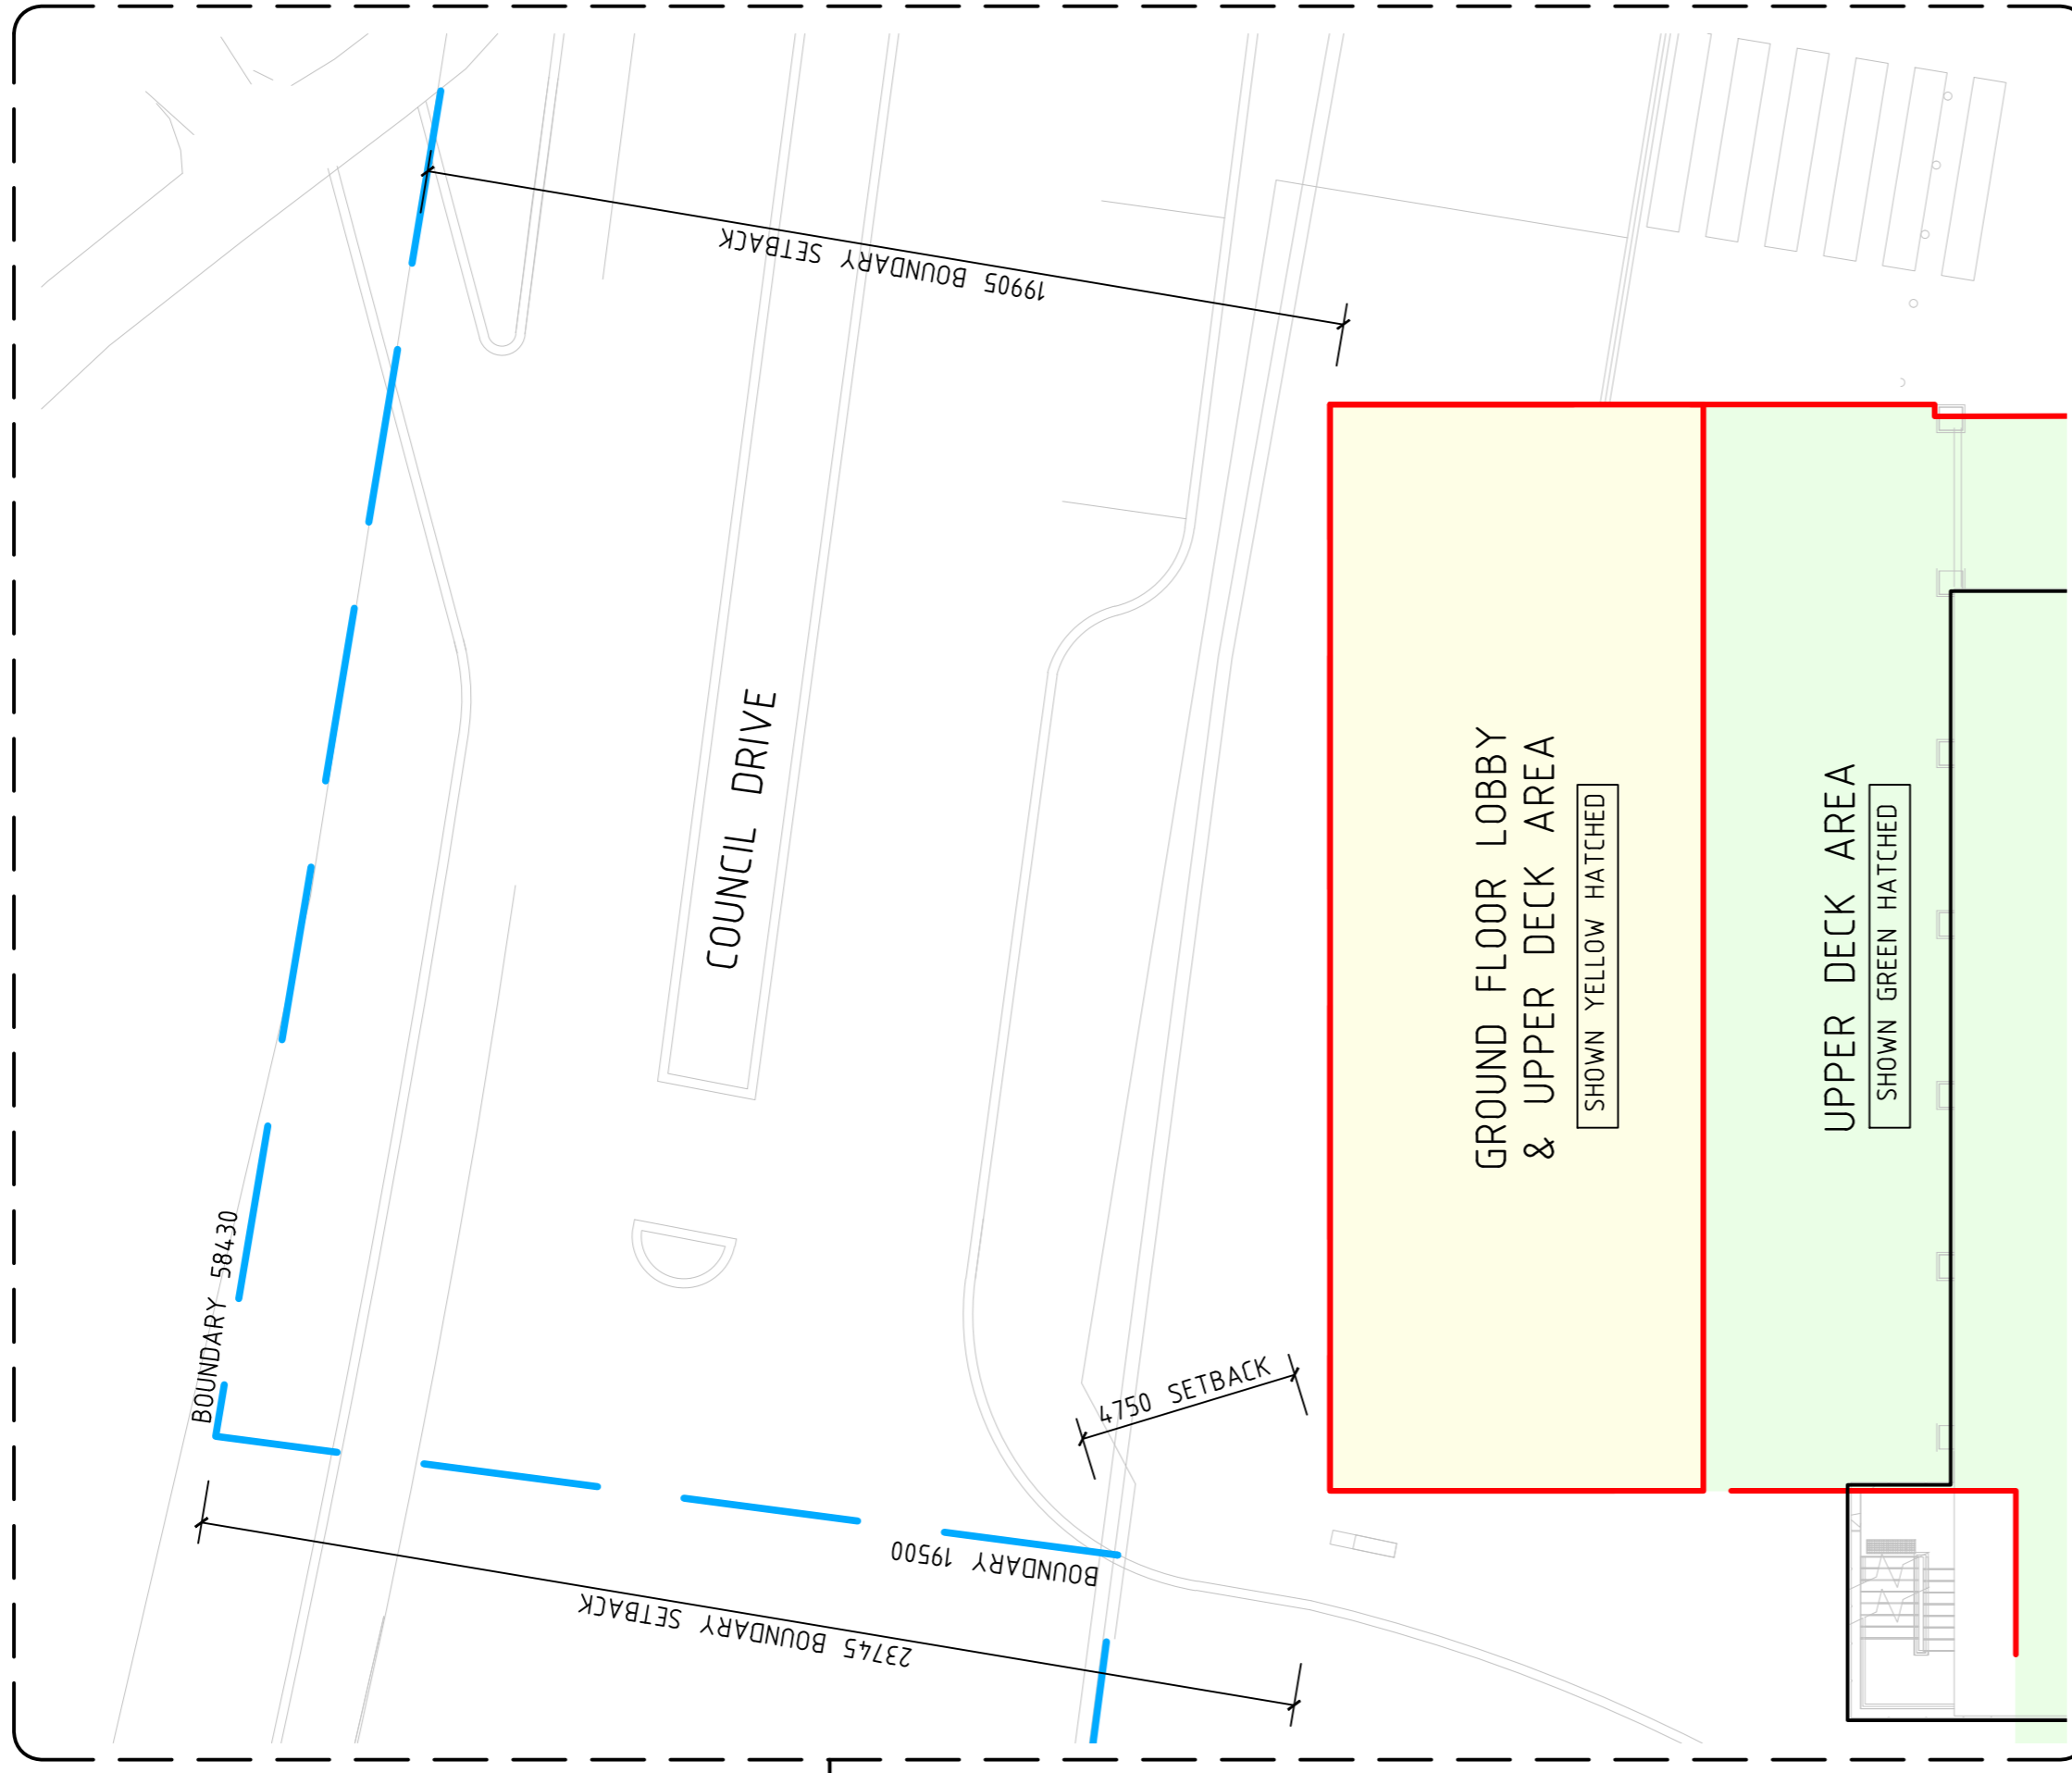 19905 BOUNDARY SETBACK
COUNCIL DRIVE
GROUND FLOOR LOBBY
& UPPER DECK AREA
SHOWN YELLOW HATCHED
UPPER DECK AREA
SHOWN GREEN HATCHED
BOUNDARY 58430
4750 SETBACK
BOUNDARY 19500
23745 BOUNDARY SETBACK